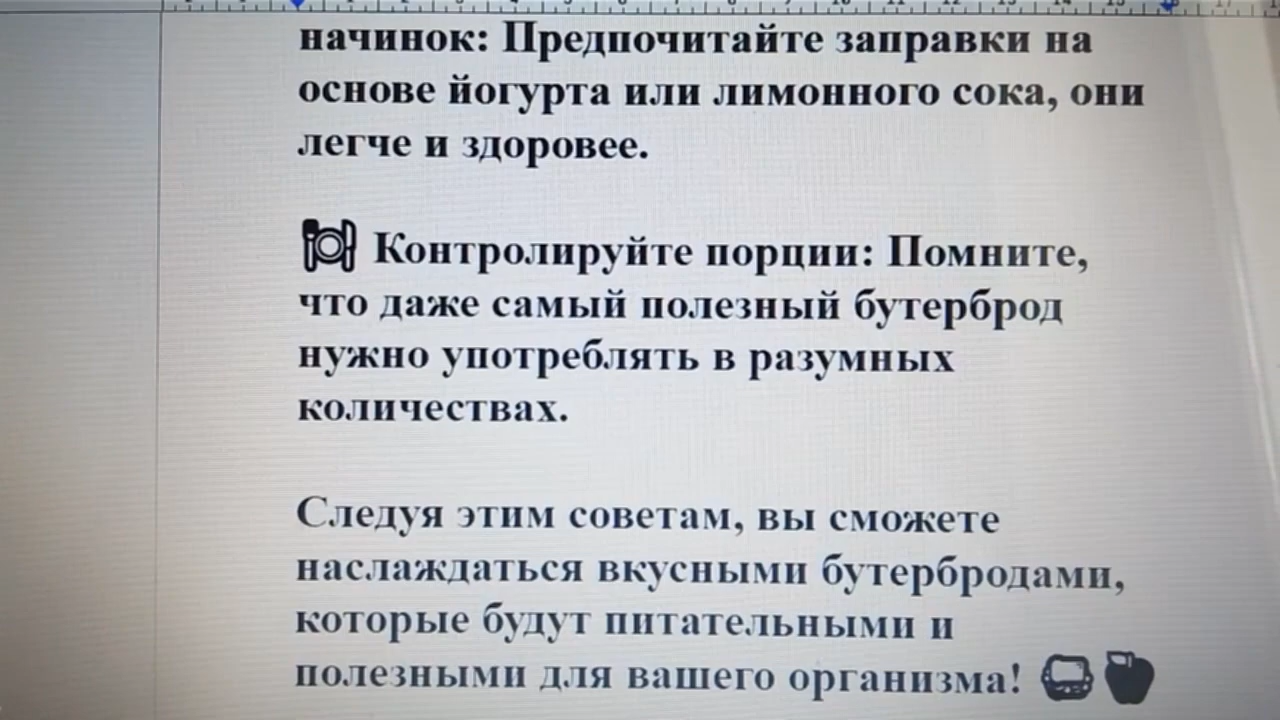 начинок: Предпочитайте заправки на
основе йогурта или лимонного сока, они
легче и здоровее.
🍽 Контролируйте порции: Помните,
что даже самый полезный бутерброд
нужно употреблять в разумных
количествах.
Следуя этим советам, вы сможете
наслаждаться вкусными бутербродами,
которые будут питательными и
полезными для вашего организма! 🥪🍎